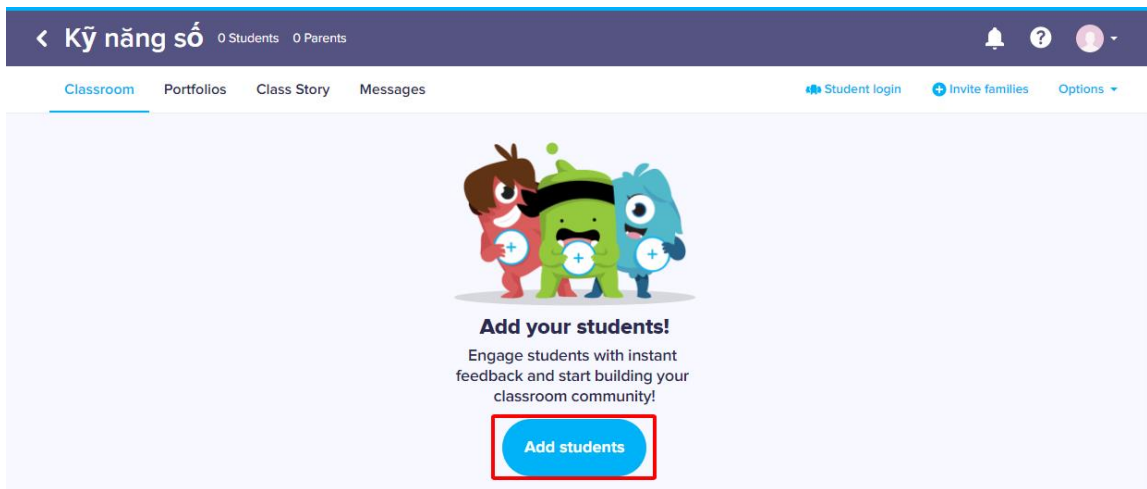 Kỹ năng số 0 Students 0 Parents
Classroom Portfolios Class Story Messages Student login Invite families Options
Add your students!
Engage students with instant
feedback and start building your
classroom community!
Add students